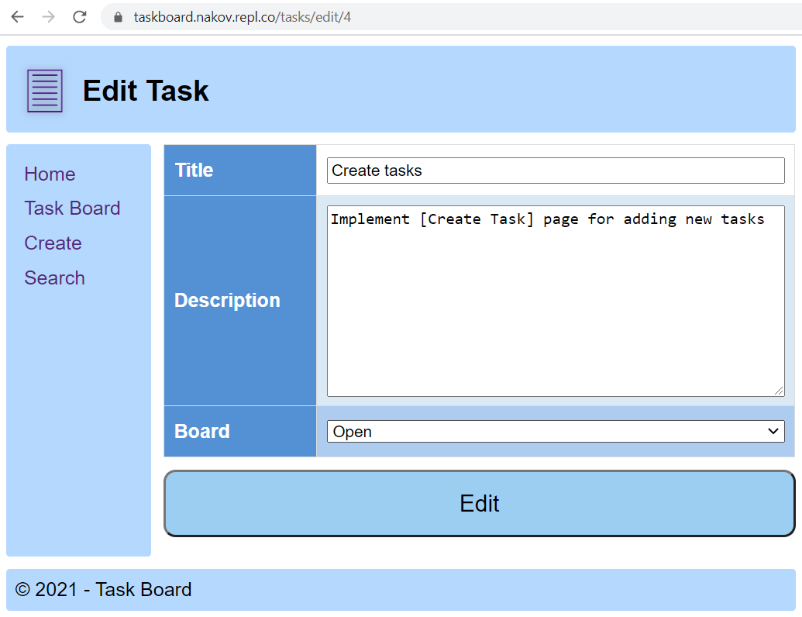 taskboard.nakov.repl.co/tasks/edit/4
Edit Task
Home
Task Board
Create
Search
Title
Create tasks
Description
Implement [Create Task] page for adding new tasks
Board
Open
Edit
© 2021 - Task Board